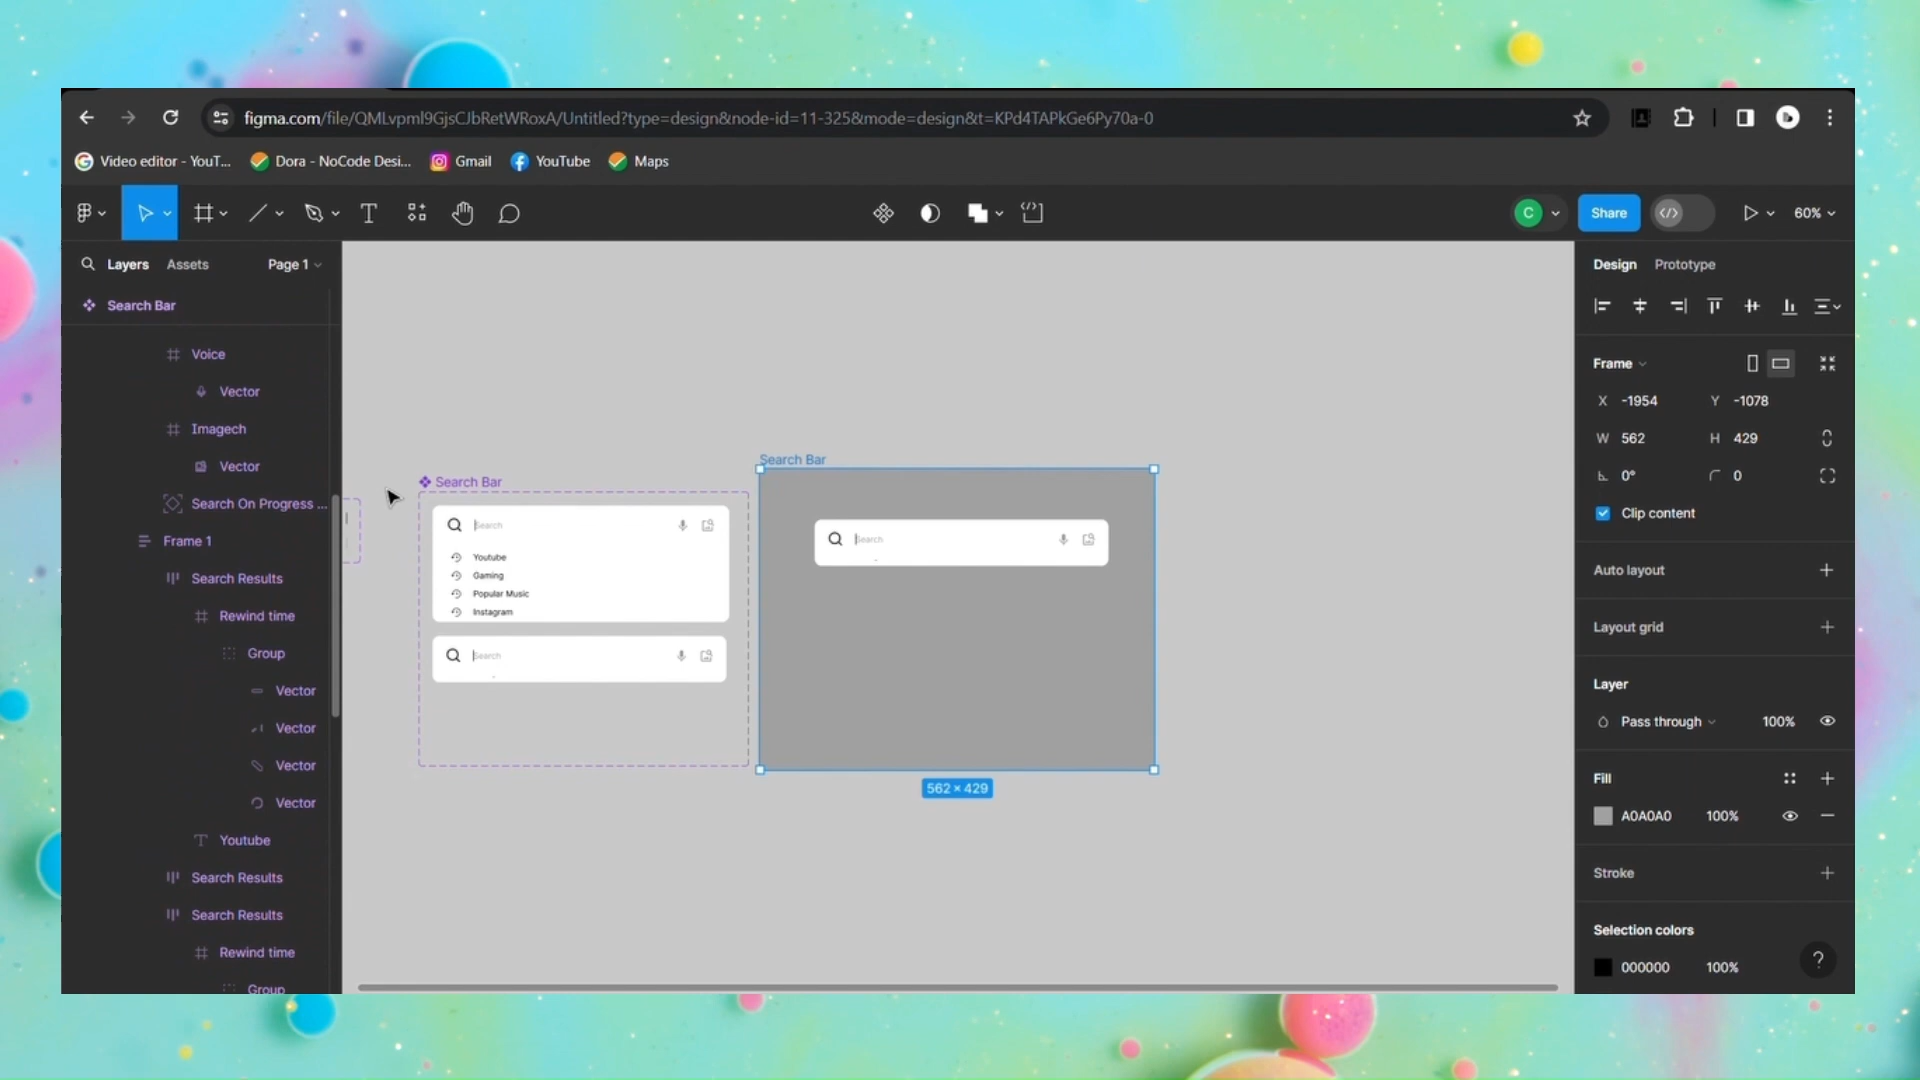 figma.com/file/QMLvpml9GjsCJbRetWRoxA/Untitled?type=design&node-id=11-325&mode=design&t=KPd4TAPkGe6Py70a-0
Video editor - YouT...
Dora - NoCode Desi...
Gmail
YouTube
Maps
C
Share
60%
Layers
Assets
Page 1
Search Bar
Voice
Vector
Imagech
Vector
Search On Progress ...
Frame 1
Search Results
Rewind time
Group
Vector
Vector
Vector
Vector
Youtube
Search Results
Search Results
Rewind time
Group
Search Bar
Search
Youtube
Gaming
Popular Music
Instagram
Search
Search Bar
Search
562 × 429
Design
Prototype
Frame
X -1954
Y -1078
W 562
H 429
0°
0
Clip content
Auto layout
Layout grid
Layer
Pass through
100%
Fill
A0A0A0
100%
Stroke
Selection colors
000000
100%
?